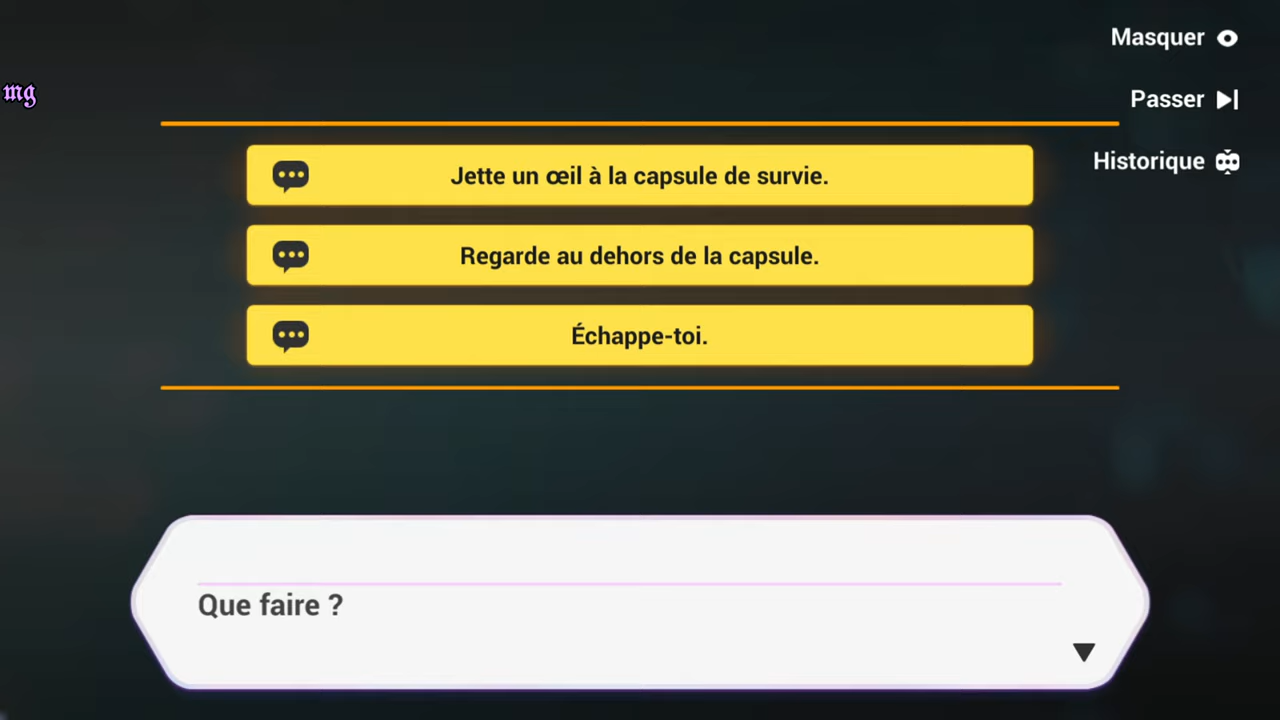 Masquer
mg
Passer
Historique
Jette un œil à la capsule de survie.
Regarde au dehors de la capsule.
Échappe-toi.
Que faire ?